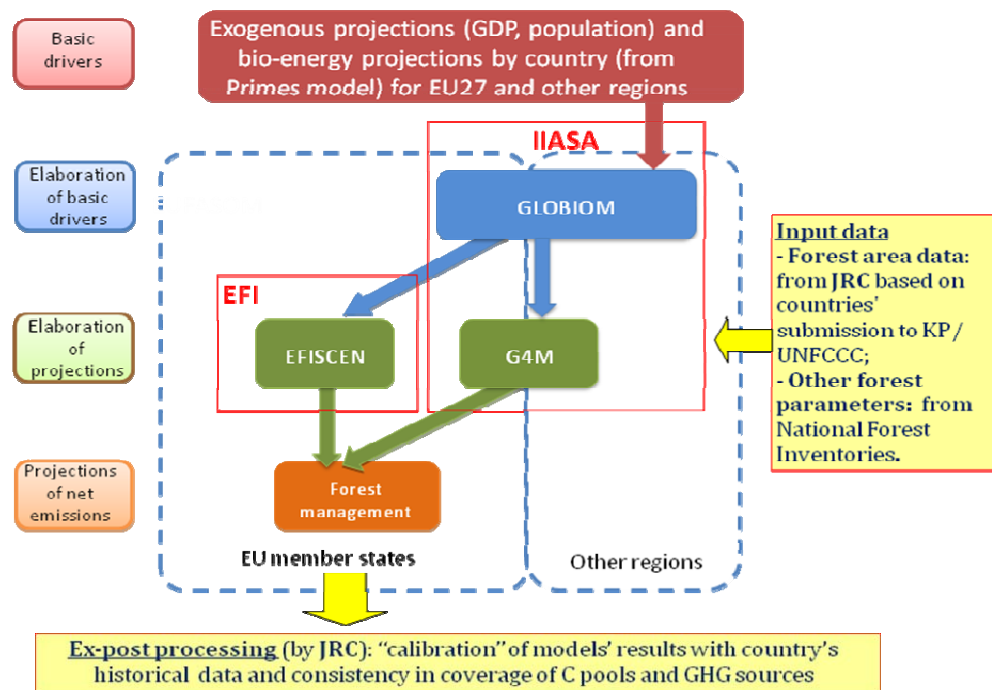 Basic
drivers
Exogenous projections (GDP, population) and
bio-energy projections by country (from
Primes model) for EU27 and other regions
IIASA
Elaboration
of basic
drivers
GLOBIOM
Input data
- Forest area data:
from JRC based on
countries'
submission to KP/
UNFCCC;
- Other forest
parameters: from
National Forest
Inventories.
EFI
Elaboration
of
projections
EFISCEN
G4M
Projections
of net
emissions
Forest
management
EU member states
Other regions
Ex-post processing (by JRC): "calibration" of models' results with country's
historical data and consistency in coverage of C pools and GHG sources